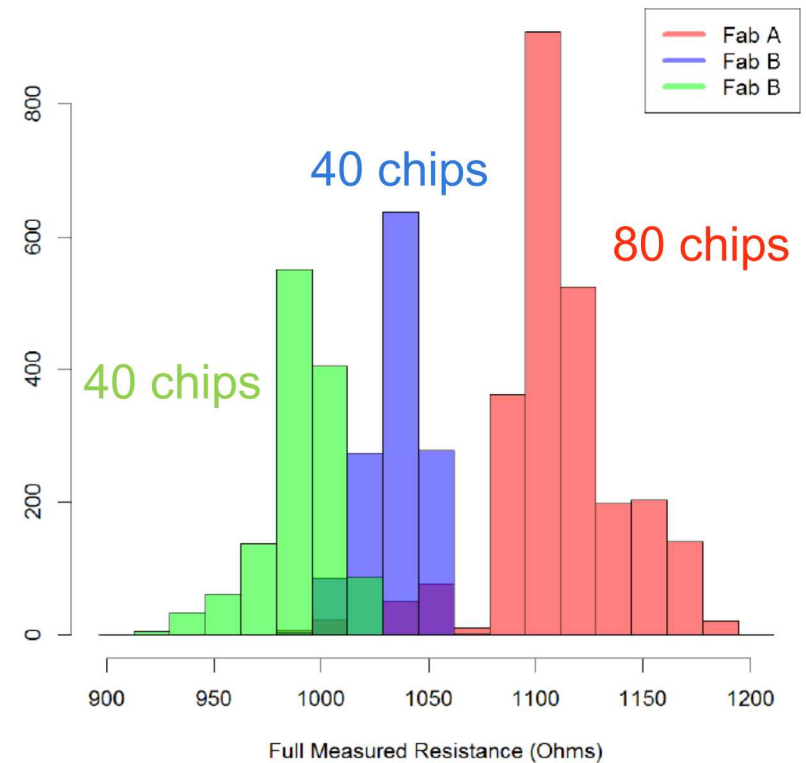 Fab A
Fab B
Fab B
800
600
400
200
0
40 chips
80 chips
40 chips
900 950 1000 1050 1100 1150 1200
Full Measured Resistance (Ohms)